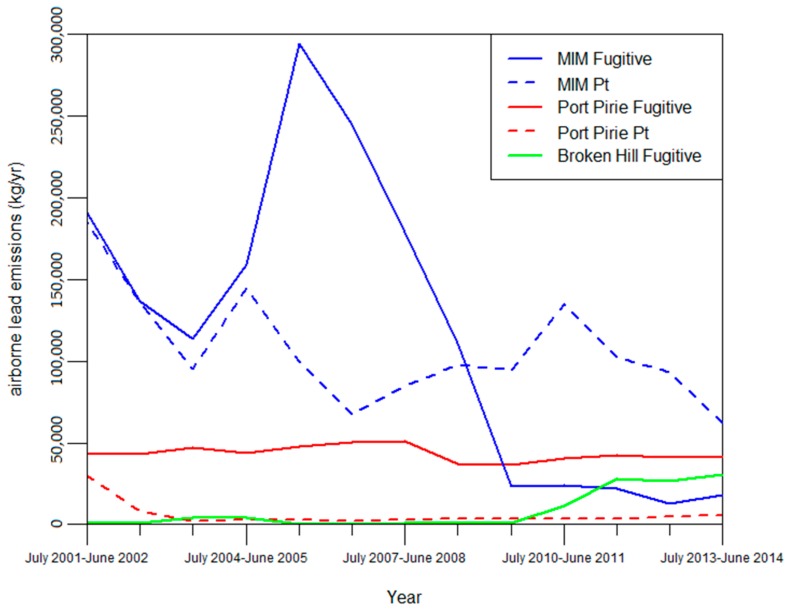 MIM Fugitive
MIM Pt
Port Pirie Fugitive
Port Pirie Pt
Broken Hill Fugitive
airborne lead emissions (kg/yr)
300,000
250,000
200,000
150,000
100,000
50,000
0
July 2001-June 2002
July 2004-June 2005
July 2007-June 2008
July 2010-June 2011
July 2013-June 2014
Year